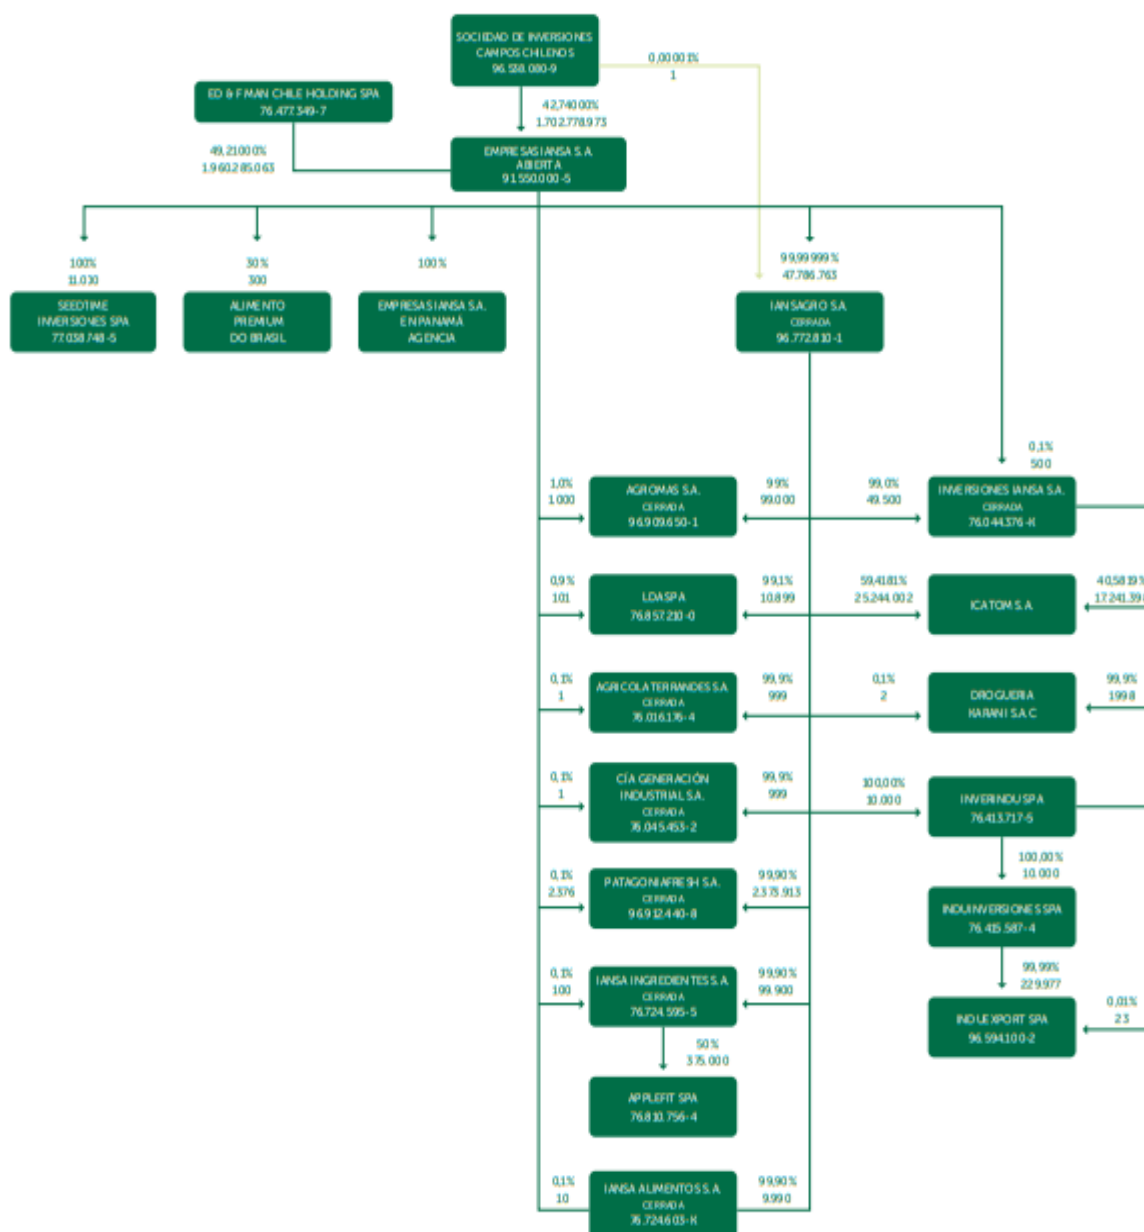 SOCIEDAD DE INVERSIONES
CAMPOS CHILENOS
96.538.080-9
0,00001%
1
ED & F MAN CHILE HOLDING SPA
76.477.349-7
42,7400%
1.702.778.973
49,21000%
1.960.285.063
EMPRESAS IANSA S.A.
ABIERTA
91.550.000-5
100%
11.010
30%
300
100%
99,99999%
47.786.763
SEEDTIME
INVERSIONES SPA
77.038.748-5
ALIMENTO
PREMIUM
DO BRASIL
EMPRESAS IANSA S.A.
EN PANAMÁ
AGENCIA
IANSAGRO S.A.
CERRADA
96.772.810-1
0,1%
500
1,0%
1000
AGROMAS S.A.
CERRADA
96.909.650-1
99%
99.000
99,0%
49.500
INVERSIONES IANSA S.A.
CERRADA
76.044.376-K
0,9%
101
LDA SPA
76.857.210-0
99,1%
10.899
59,4181%
25.244.002
ICATOM S.A.
40,5819%
17.241.398
0,1%
1
AGRICOLA TERRANDES S.A.
CERRADA
76.016.176-4
99,9%
999
0,1%
2
DROGUERIA
KARANI S.A.C
99,9%
1998
0,1%
1
CÍA GENERACIÓN
INDUSTRIAL S.A.
CERRADA
76.045.453-2
99,9%
999
100,00%
10.000
INVERINDU SPA
76.413.717-5
100,00%
10.000
0,1%
2.376
PATAGONIAFRESH S.A.
CERRADA
96.912.440-8
99,90%
2.373.913
INDUINVERSIONES SPA
76.415.587-4
99,99%
229.977
0,1%
100
IANSA INGREDIENTES S.A.
CERRADA
76.724.595-5
99,90%
99.900
INDUEXPORT SPA
96.594.100-2
0,01%
23
50%
375.000
APPLEFIT SPA
76.810.756-4
0,1%
10
IANSA ALIMENTOS S.A.
CERRADA
76.724.603-K
99,90%
9.990